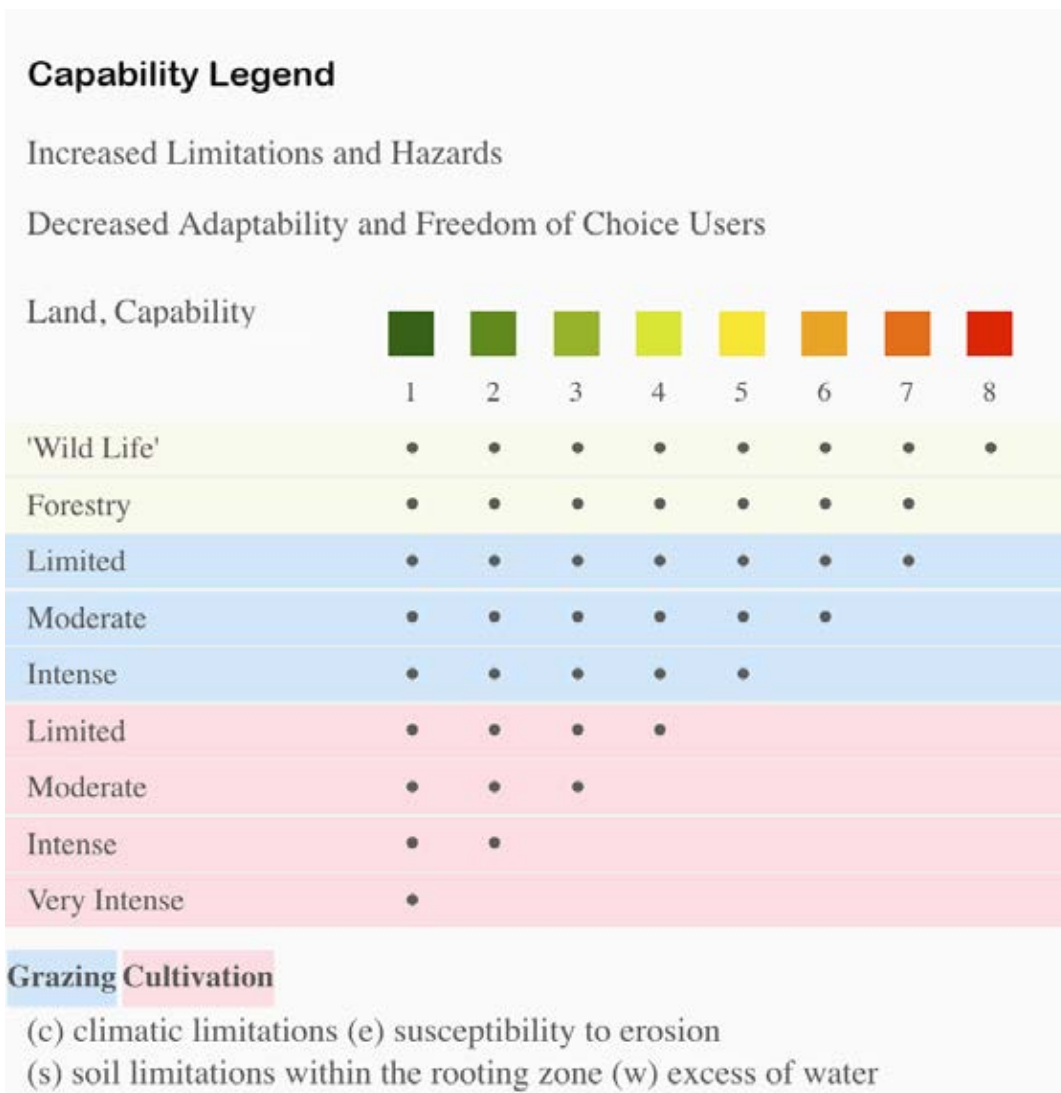 Capability Legend
Increased Limitations and Hazards
Decreased Adaptability and Freedom of Choice Users
Land, Capability
1 2 3 4 5 6 7 8
'Wild Life'
Forestry
Limited
Moderate
Intense
Limited
Moderate
Intense
Very Intense
Grazing Cultivation
(c) climatic limitations (e) susceptibility to erosion
(s) soil limitations within the rooting zone (w) excess of water